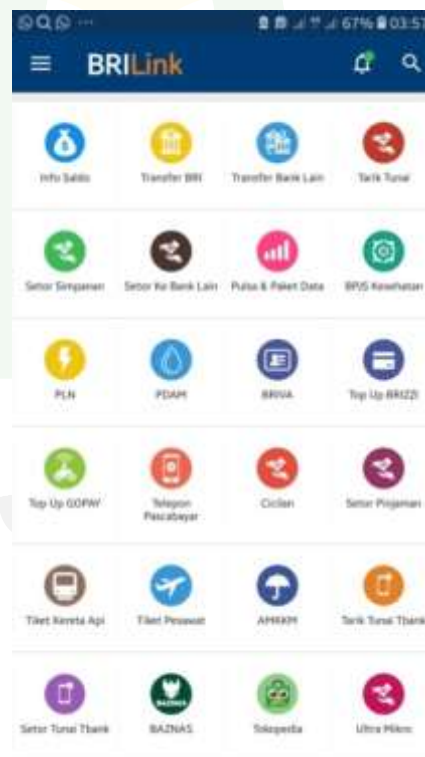 67% 03:57
BRILink
Info Saldo Transfer BRI Transfer Bank Lain Tarik Tunai
Setor Simpanan Setor Ke Bank Lain Pulsa & Paket Data BPJS Kesehatan
PLN PDAM BRIVA Top Up BRIZZI
Top Up GOPAY Telepon Pascabayar Cicilan Setor Pinjaman
Tiket Kereta Api Tiket Pesawat AMKKM Tarik Tunai Tbank
Setor Tunai Tbank BAZNAS Tokopedia Ultra Mikro